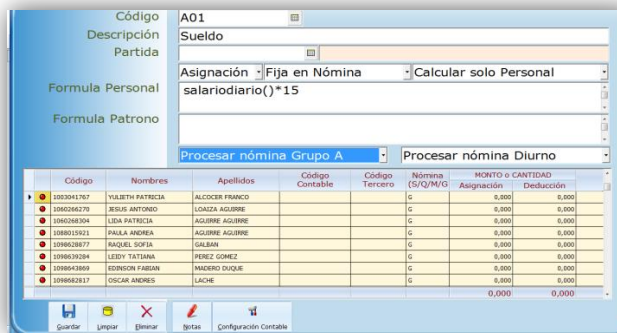 Código A01
Descripción Sueldo
Partida
Asignación Fija en Nómina Calcular solo Personal
Formula Personal salariodiario()*15
Formula Patrono
Procesar nómina Grupo A Procesar nómina Diurno
Código Nombres Apellidos Código Contable Código Tercero Nómina (S/Q/M/G MONTO o CANTIDAD Asignación Deducción
1003041767 YULIETH PATRICIA ALCOCER FRANCO G 0,000 0,000
1060266270 JESUS ANTONIO LOAIZA AGUIRRE G 0,000 0,000
1060268304 LIDA PATRICIA AGUIRRE AGUIRRE G 0,000 0,000
1088015921 PAULA ANDREA AGUIRRE AGUIRRE G 0,000 0,000
1098628877 RAQUEL SOFIA GALBAN G 0,000 0,000
1098639284 LEIDY TATIANA PEREZ GOMEZ G 0,000 0,000
1098643869 EDINSON FABIAN MADERO DUQUE G 0,000 0,000
1098682817 OSCAR ANDRES LACHE G 0,000 0,000
0,000 0,000
Guardar Limpiar Eliminar Notas Configuración Contable